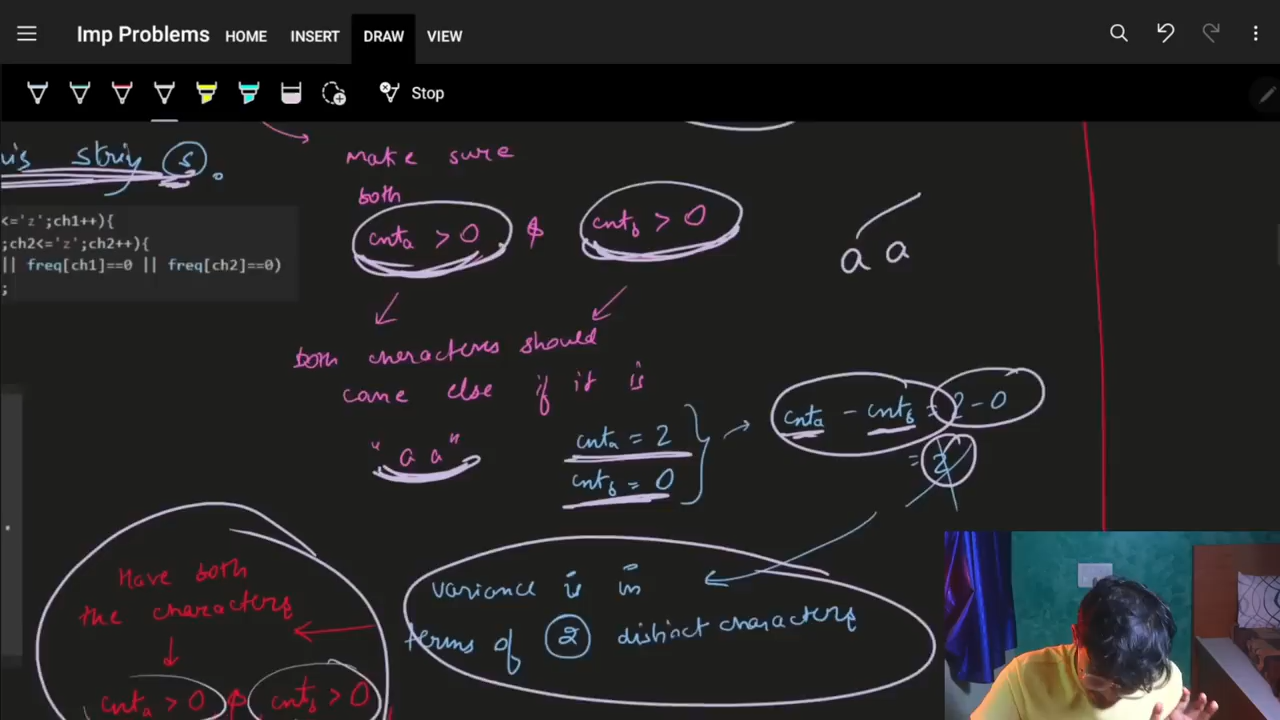 Imp Problems HOME INSERT DRAW VIEW
Stop
string s.
Make sure
both
cnta > 0 & cntb > 0
a a
<='z';ch1++){
;ch2<='z';ch2++){
|| freq[ch1]==0 || freq[ch2]==0)
;
both characteres should
came else if it is
"a a"
cnta = 2
cntb = 0
cnta - cntb = 2 - 0
= 2
variance is in
terms of 2 distinct characters
Have both
the characters
cnta > 0 & cntb > 0